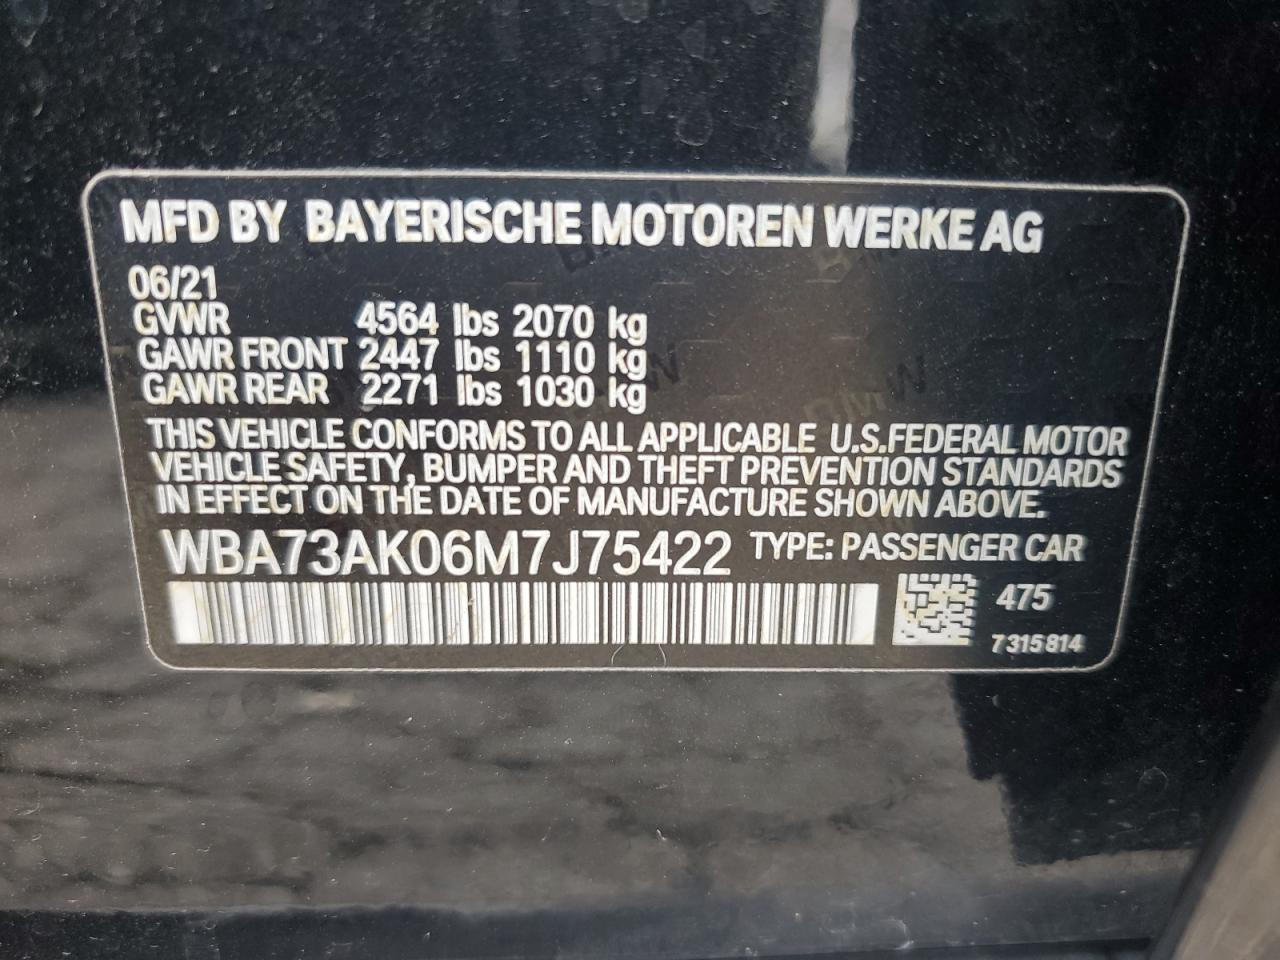 MFD BY BAYERISCHE MOTOREN WERKE AG
06/21
GVWR 4564 lbs 2070 kg
GAWR FRONT 2447 lbs 1110 kg
GAWR REAR 2271 lbs 1030 kg
THIS VEHICLE CONFORMS TO ALL APPLICABLE U.S.FEDERAL MOTOR
VEHICLE SAFETY, BUMPER AND THEFT PREVENTION STANDARDS
IN EFFECT ON THE DATE OF MANUFACTURE SHOWN ABOVE.
WBA73AK06M7J75422 TYPE: PASSENGER CAR
475
7315814